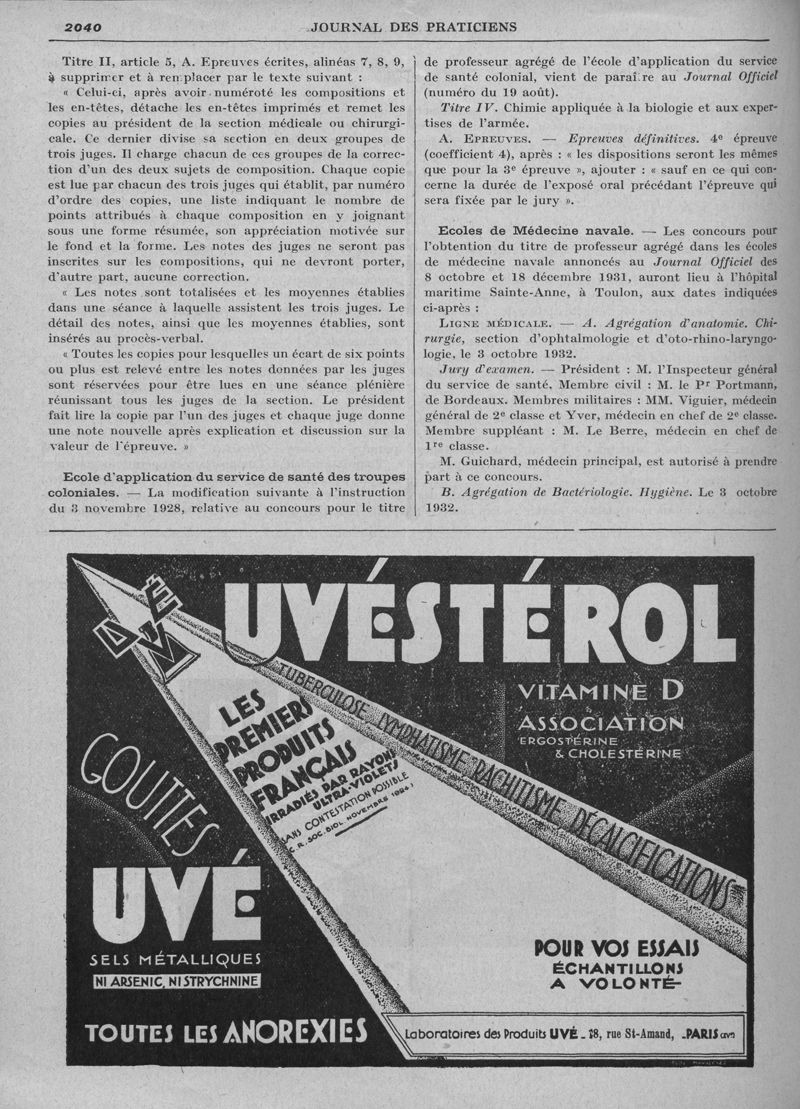 2040
JOURNAL DES PRATICIENS
Titre II, article 5, A. Epreuves écrites, alinéas 7, 8, 9,
à supprimer et à remplacer par le texte suivant :
« Celui-ci, après avoir numéroté les compositions et
les en-têtes, détache les en-têtes imprimés et remet les
copies au président de la section médicale ou chirurgi-
cale. Ce dernier divise sa section en deux groupes de
trois juges. Il charge chacun de ces groupes de la correc-
tion d'un des deux sujets de composition. Chaque copie
est lue par chacun des trois juges qui établit, par numéro
d'ordre des copies, une liste indiquant le nombre de
points attribués à chaque composition en y joignant
sous une forme résumée, son appréciation motivée sur
le fond et la forme. Les notes des juges ne seront pas
inscrites sur les compositions, qui ne devront porter,
d'autre part, aucune correction.
« Les notes sont totalisées et les moyennes établies
dans une séance à laquelle assistent les trois juges. Le
détail des notes, ainsi que les moyennes établies, sont
insérés au procès-verbal.
« Toutes les copies pour lesquelles un écart de six points
ou plus est relevé entre les notes données par les juges
sont réservées pour être lues en une séance plénière
réunissant tous les juges de la section. Le président
fait lire la copie par l'un des juges et chaque juge donne
une note nouvelle après explication et discussion sur la
valeur de l'épreuve. »
Ecole d'application du service de santé des troupes
coloniales. — La modification suivante à l'instruction
du 3 novembre 1928, relative au concours pour le titre
de professeur agrégé de l'école d'application du service
de santé colonial, vient de paraître au Journal Officiel
(numéro du 19 août).
Titre IV. Chimie appliquée à la biologie et aux exper-
tises de l'armée.
A. EPREUVES. — Epreuves définitives. 4e épreuve
(coefficient 4), après : « les dispositions seront les mêmes
que pour la 3e épreuve », ajouter : « sauf en ce qui con-
cerne la durée de l'exposé oral précédant l'épreuve qui
sera fixée par le jury ».
Ecoles de Médecine navale. — Les concours pour
l'obtention du titre de professeur agrégé dans les écoles
de médecine navale annoncés au Journal Officiel des
8 octobre et 18 décembre 1931, auront lieu à l'hôpital
maritime Sainte-Anne, à Toulon, aux dates indiquées
ci-après :
LIGNE MÉDICALE. — A. Agrégation d'anatomie. Chi-
rurgie, section d'ophtalmologie et d'oto-rhino-laryngo-
logie, le 3 octobre 1932.
Jury d'examen. — Président : M. l'Inspecteur général
du service de santé, Membre civil : M. le Pr Portmann,
de Bordeaux. Membres militaires : MM. Viguier, médecin
général de 2e classe et Yver, médecin en chef de 2e classe.
Membre suppléant : M. Le Berre, médecin en chef de
1re classe.
M. Guichard, médecin principal, est autorisé à prendre
part à ce concours.
B. Agrégation de Bactériologie. Hygiène. Le 3 octobre
1932.
UVÉ
UVÉSTÉROL
VITAMINE D
ASSOCIATION
ERGOSTÉRINE
& CHOLESTÉRINE
TUBERCULOSE LYMPHATISME RACHITISME DÉCALCIFICATIONS
LES
PREMIERS
PRODUITS
FRANÇAIS
IRRADIÉS PAR RAYONS
ULTRA-VIOLETS
SANS CONTESTATION POSSIBLE
C. R. SOC. BIOL. NOVEMBRE
GOUTTES
UVÉ
SELS MÉTALLIQUES
NI ARSENIC, NI STRYCHNINE
TOUTES LES ANOREXIES
POUR VOS ESSAIS
ÉCHANTILLONS
A VOLONTÉ
Laboratoires des Produits UVÉ - 18, rue St-Amand, - PARIS (XVe)